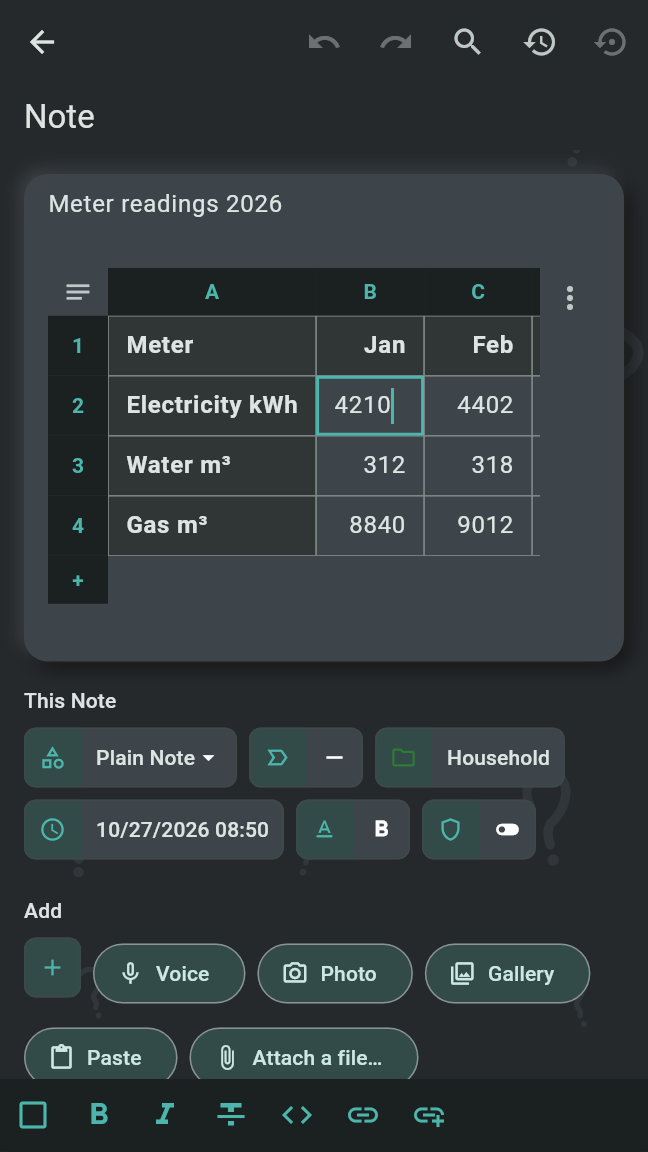 Note
Meter readings 2026
A B C
1 Meter Jan Feb
2 Electricity kWh 4210 4402
3 Water m³ 312 318
4 Gas m³ 8840 9012
+
This Note
Plain Note — Household
10/27/2026 08:50 A B
Add
+ Voice Photo Gallery
Paste Attach a file...
B I